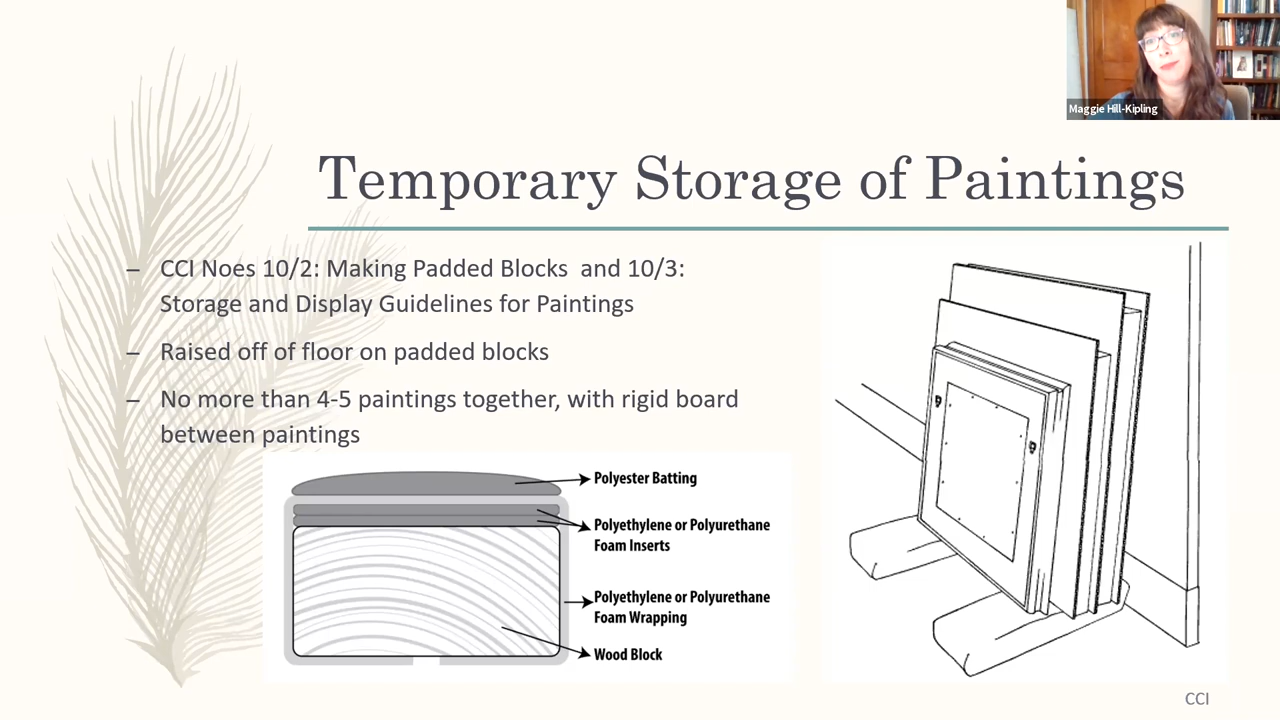 Maggie Hill-Kipling
Temporary Storage of Paintings
– CCI Noes 10/2: Making Padded Blocks and 10/3:
Storage and Display Guidelines for Paintings
– Raised off of floor on padded blocks
– No more than 4-5 paintings together, with rigid board
between paintings
Polyester Batting
Polyethylene or Polyurethane
Foam Inserts
Polyethylene or Polyurethane
Foam Wrapping
Wood Block
CCI